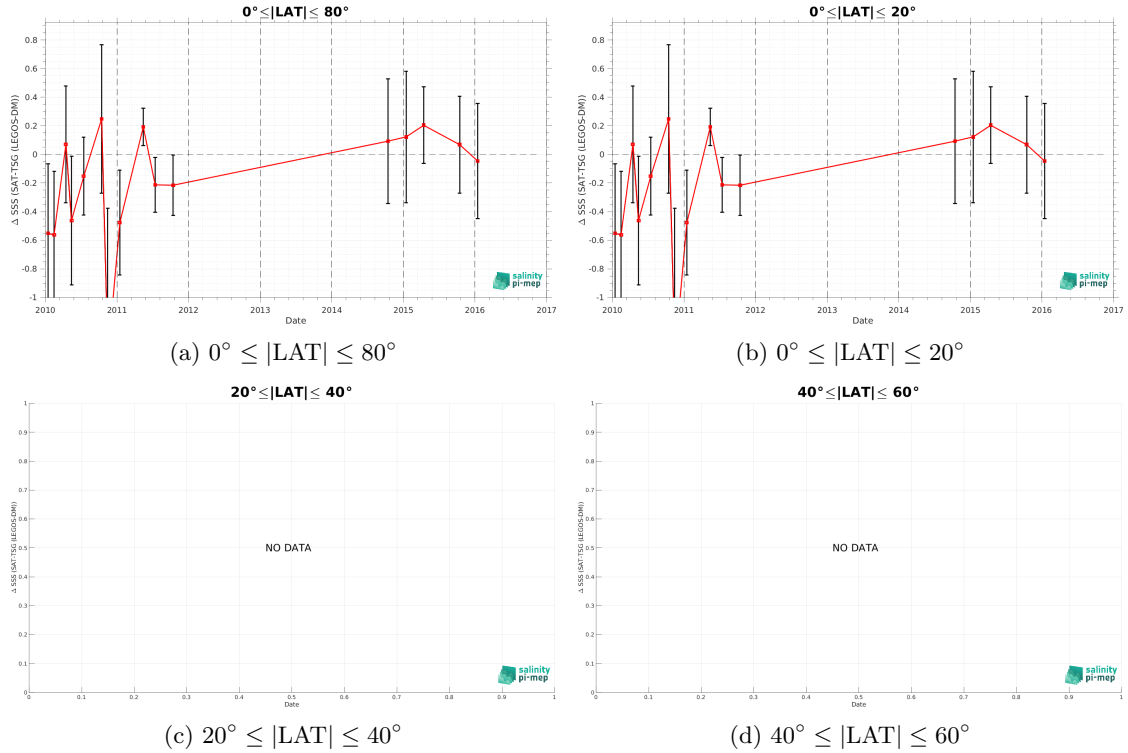 0°≤|LAT|≤ 80°
0.8
0.6
0.4
0.2
0
-0.2
-0.4
-0.6
-0.8
-1
Δ SSS (SAT-TSG (LEGOS-DM))
2010 2011 2012 2013 2014 2015 2016 2017
Date
salinity
pi-mep
(a) 0° ≤ |LAT| ≤ 80°
0°≤|LAT|≤ 20°
0.8
0.6
0.4
0.2
0
-0.2
-0.4
-0.6
-0.8
-1
Δ SSS (SAT-TSG (LEGOS-DM))
2010 2011 2012 2013 2014 2015 2016 2017
Date
salinity
pi-mep
(b) 0° ≤ |LAT| ≤ 20°
20°≤|LAT|≤ 40°
1
0.9
0.8
0.7
0.6
0.5
0.4
0.3
0.2
0.1
0
Δ SSS (SAT-TSG (LEGOS-DM))
NO DATA
0 0.1 0.2 0.3 0.4 0.5 0.6 0.7 0.8 0.9 1
Date
salinity
pi-mep
(c) 20° ≤ |LAT| ≤ 40°
40°≤|LAT|≤ 60°
1
0.9
0.8
0.7
0.6
0.5
0.4
0.3
0.2
0.1
0
Δ SSS (SAT-TSG (LEGOS-DM))
NO DATA
0 0.1 0.2 0.3 0.4 0.5 0.6 0.7 0.8 0.9 1
Date
salinity
pi-mep
(d) 40° ≤ |LAT| ≤ 60°